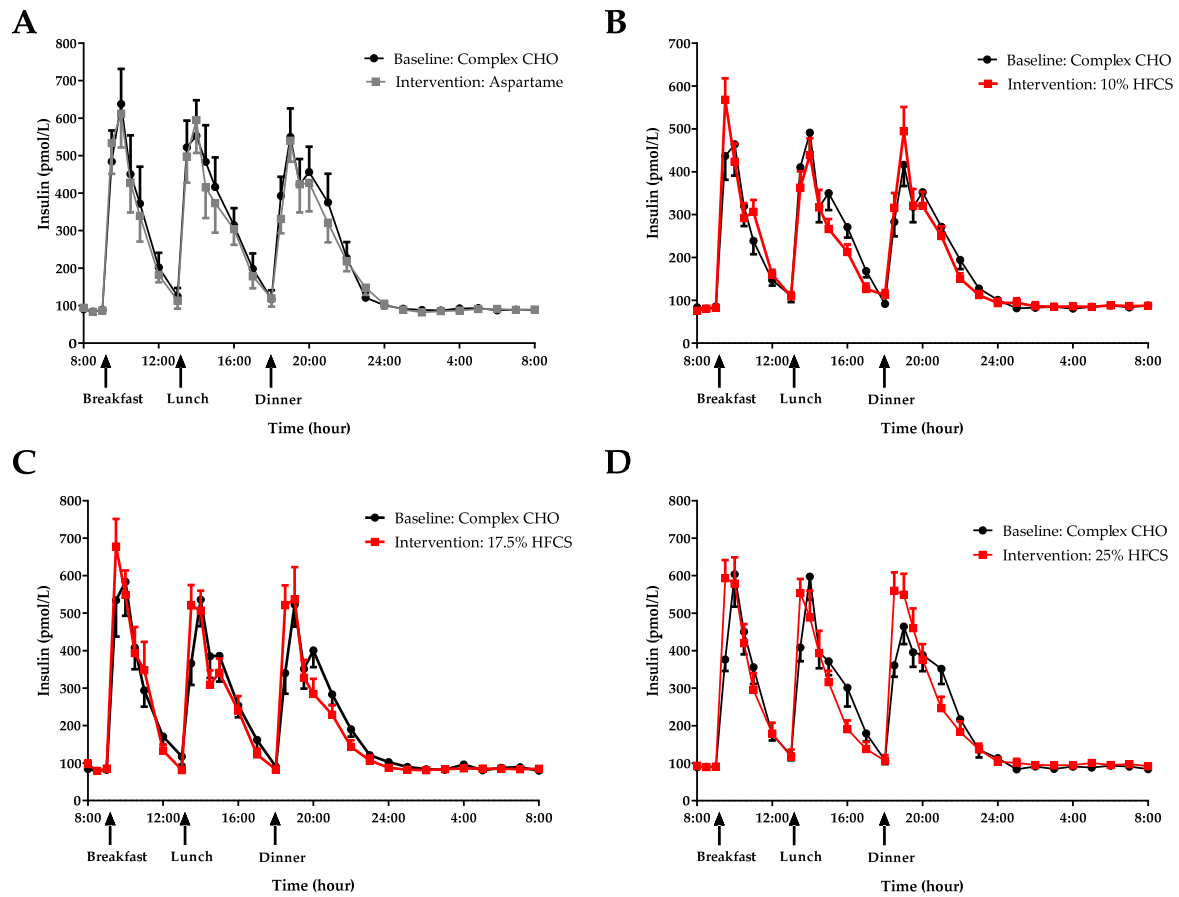 A
800
700
600
500
400
300
200
100
0
Insulin (pmol/L)
Baseline: Complex CHO
Intervention: Aspartame
8:00 12:00 16:00 20:00 24:00 4:00 8:00
Breakfast Lunch Dinner
Time (hour)
B
700
600
500
400
300
200
100
0
Insulin (pmol/L)
Baseline: Complex CHO
Intervention: 10% HFCS
8:00 12:00 16:00 20:00 24:00 4:00 8:00
Breakfast Lunch Dinner
Time (hour)
C
800
700
600
500
400
300
200
100
0
Insulin (pmol/L)
Baseline: Complex CHO
Intervention: 17.5% HFCS
8:00 12:00 16:00 20:00 24:00 4:00 8:00
Breakfast Lunch Dinner
Time (hour)
D
800
700
600
500
400
300
200
100
0
Insulin (pmol/L)
Baseline: Complex CHO
Intervention: 25% HFCS
8:00 12:00 16:00 20:00 24:00 4:00 8:00
Breakfast Lunch Dinner
Time (hour)